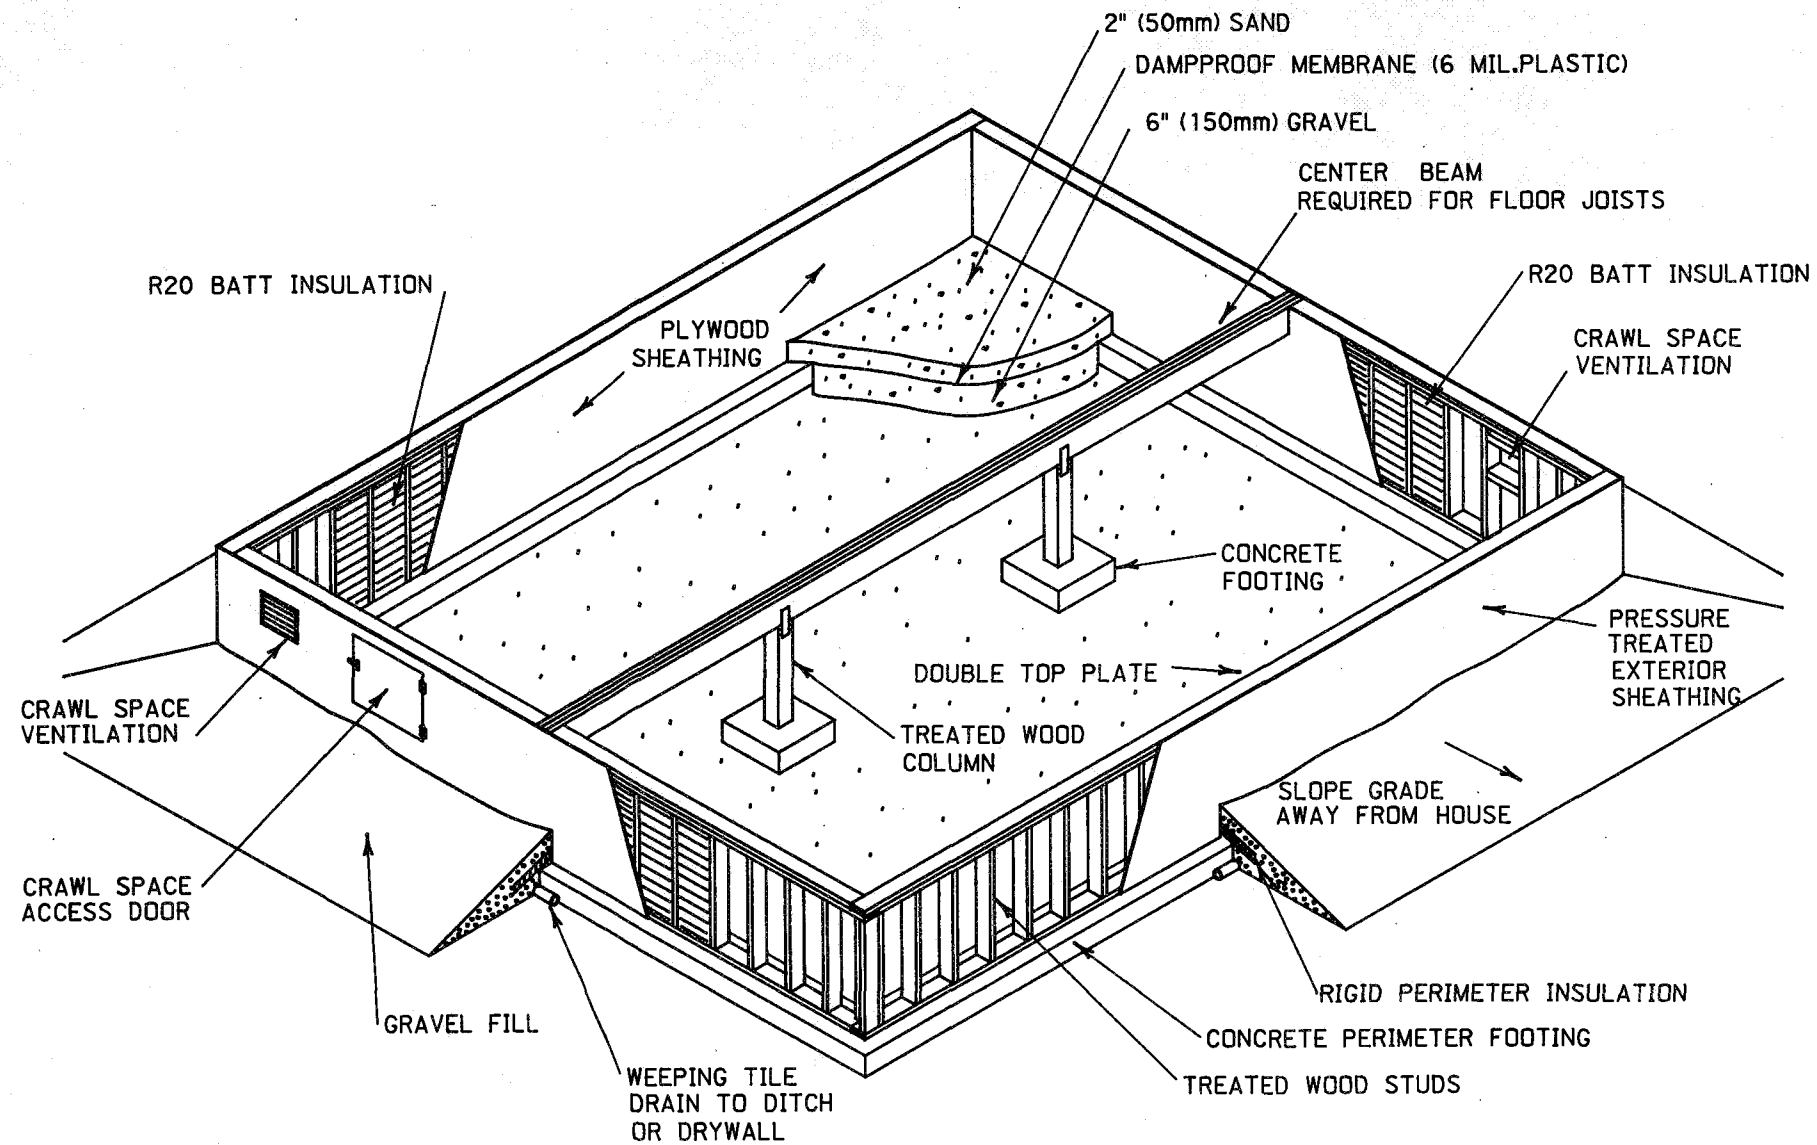 2" (50mm) SAND
DAMPPROOF MEMBRANE (6 MIL.PLASTIC)
6" (150mm) GRAVEL
CENTER BEAM
REQUIRED FOR FLOOR JOISTS
R20 BATT INSULATION
R20 BATT INSULATION
PLYWOOD
SHEATHING
CRAWL SPACE
VENTILATION
CONCRETE
FOOTING
PRESSURE
TREATED
EXTERIOR
SHEATHING
DOUBLE TOP PLATE
CRAWL SPACE
VENTILATION
TREATED WOOD
COLUMN
SLOPE GRADE
AWAY FROM HOUSE
CRAWL SPACE
ACCESS DOOR
GRAVEL FILL
RIGID PERIMETER INSULATION
CONCRETE PERIMETER FOOTING
TREATED WOOD STUDS
WEEPING TILE
DRAIN TO DITCH
OR DRYWALL